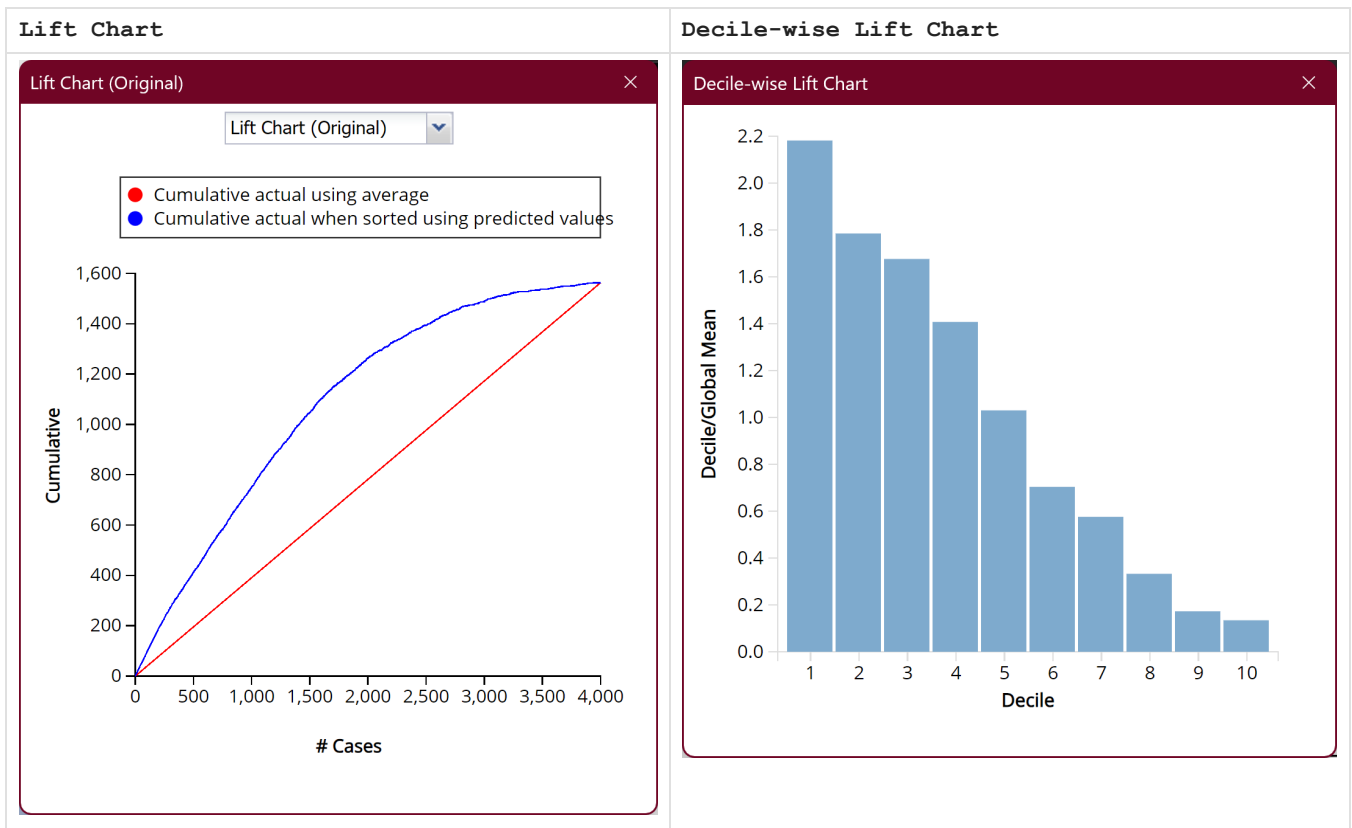 Lift Chart
Decile-wise Lift Chart
Lift Chart (Original)
Lift Chart (Original)
Cumulative actual using average
Cumulative actual when sorted using predicted values
1,600
1,400
1,200
1,000
800
600
400
200
0
Cumulative
0 500 1,000 1,500 2,000 2,500 3,000 3,500 4,000
# Cases
Decile-wise Lift Chart
2.2
2.0
1.8
1.6
1.4
1.2
1.0
0.8
0.6
0.4
0.2
0.0
Decile/Global Mean
1 2 3 4 5 6 7 8 9 10
Decile